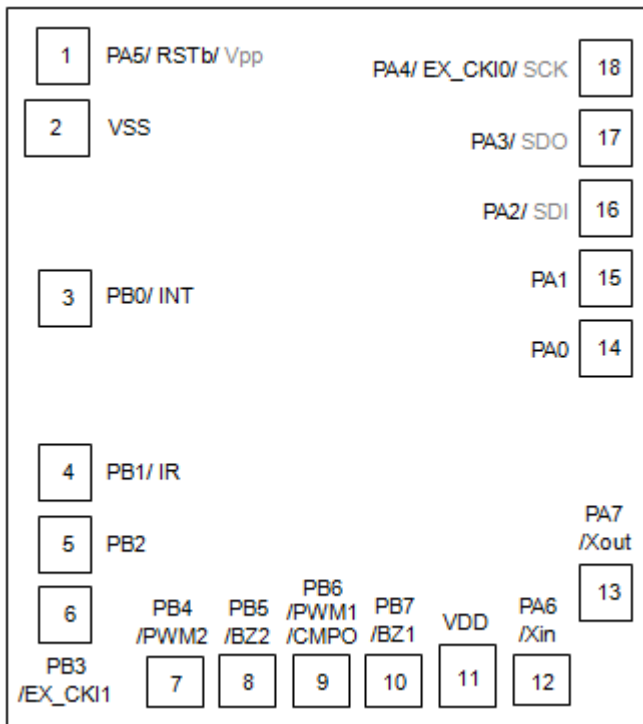 1 PA5/ RSTb/ Vpp
PA4/ EX_CKI0/ SCK 18
2 VSS
PA3/ SDO 17
PA2/ SDI 16
PA1 15
3 PB0/ INT
PA0 14
4 PB1/ IR
5 PB2
PA7
/Xout
13
6
PB3
/EX_CKI1
PB4
/PWM2
7
PB5
/BZ2
8
PB6
/PWM1
/CMPO
9
PB7
/BZ1
10
VDD
11
PA6
/Xin
12